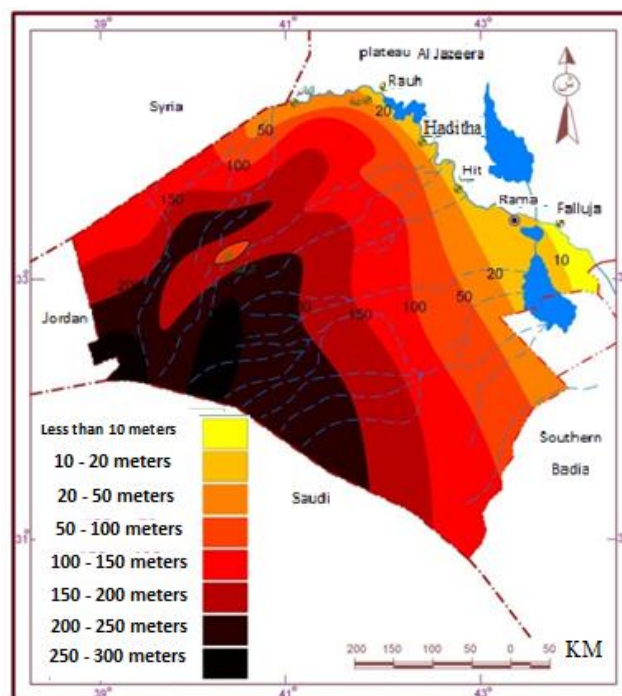 39°
41°
43°
plateau Al Jazeera
Rauh
Syria
20
Haditha
50
Hit
100
Rama
Falluja
150
10
20
33
50
100
150
Jordan
Less than 10 meters
10 - 20 meters
20 - 50 meters
50 - 100 meters
100 - 150 meters
150 - 200 meters
200 - 250 meters
250 - 300 meters
Southern
Badia
Saudi
31
200 150 100 50 0 50
KM
39°
41°
43°